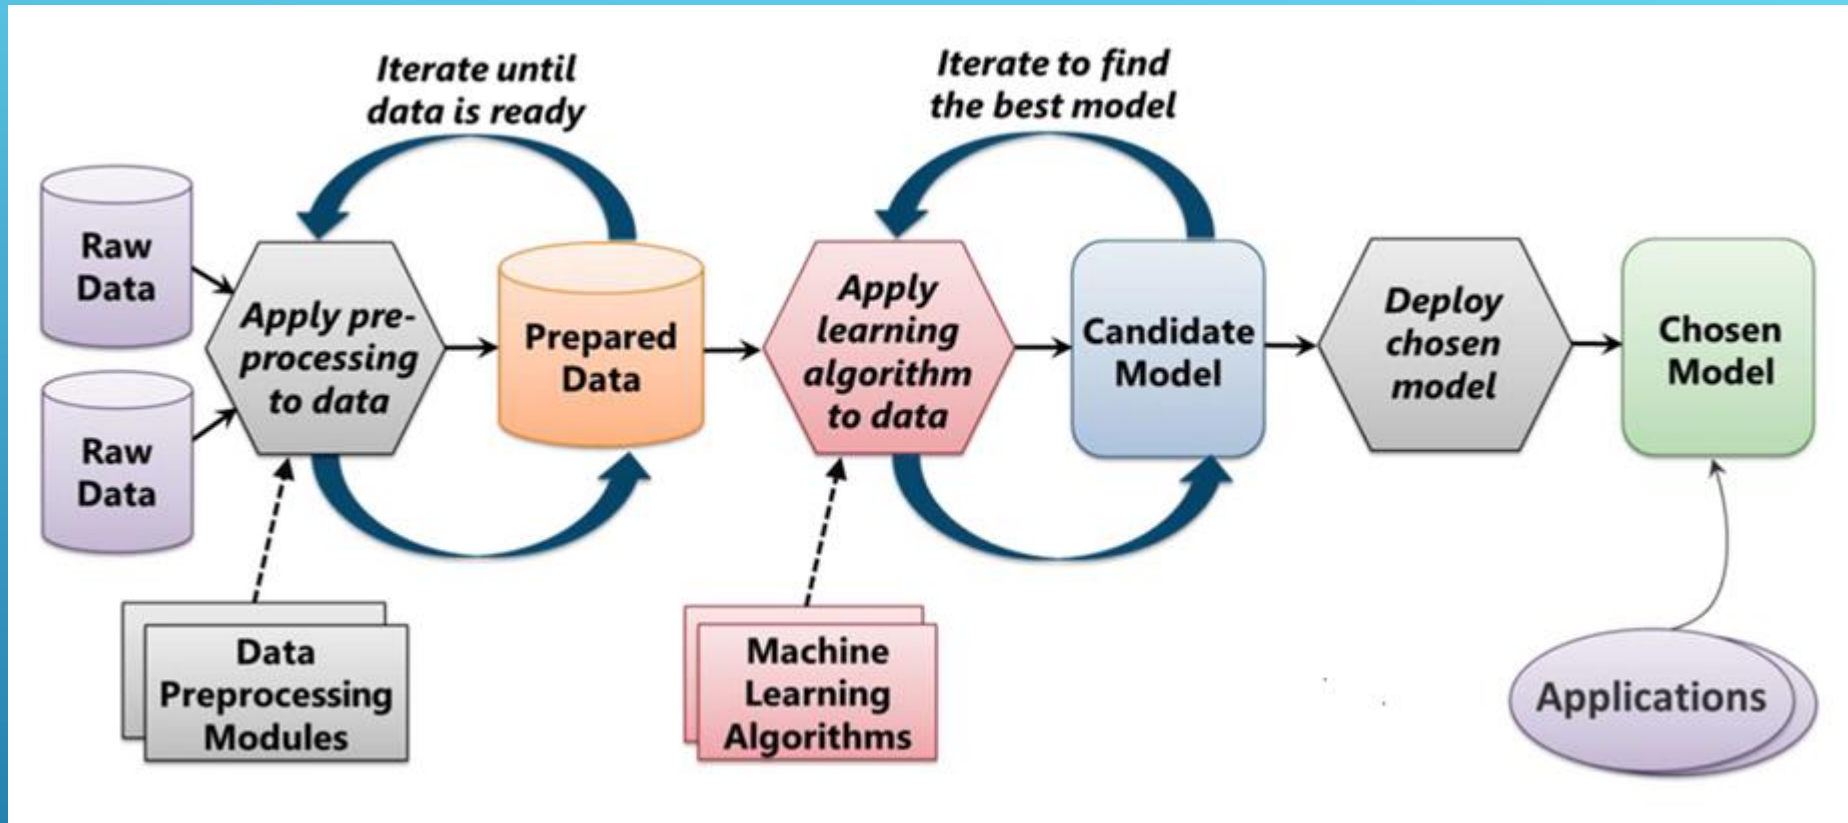 Iterate until
data is ready
Iterate to find
the best model
Raw
Data
Raw
Data
Apply pre-
processing
to data
Prepared
Data
Apply
learning
algorithm
to data
Candidate
Model
Deploy
chosen
model
Chosen
Model
Data
Preprocessing
Modules
Machine
Learning
Algorithms
Applications